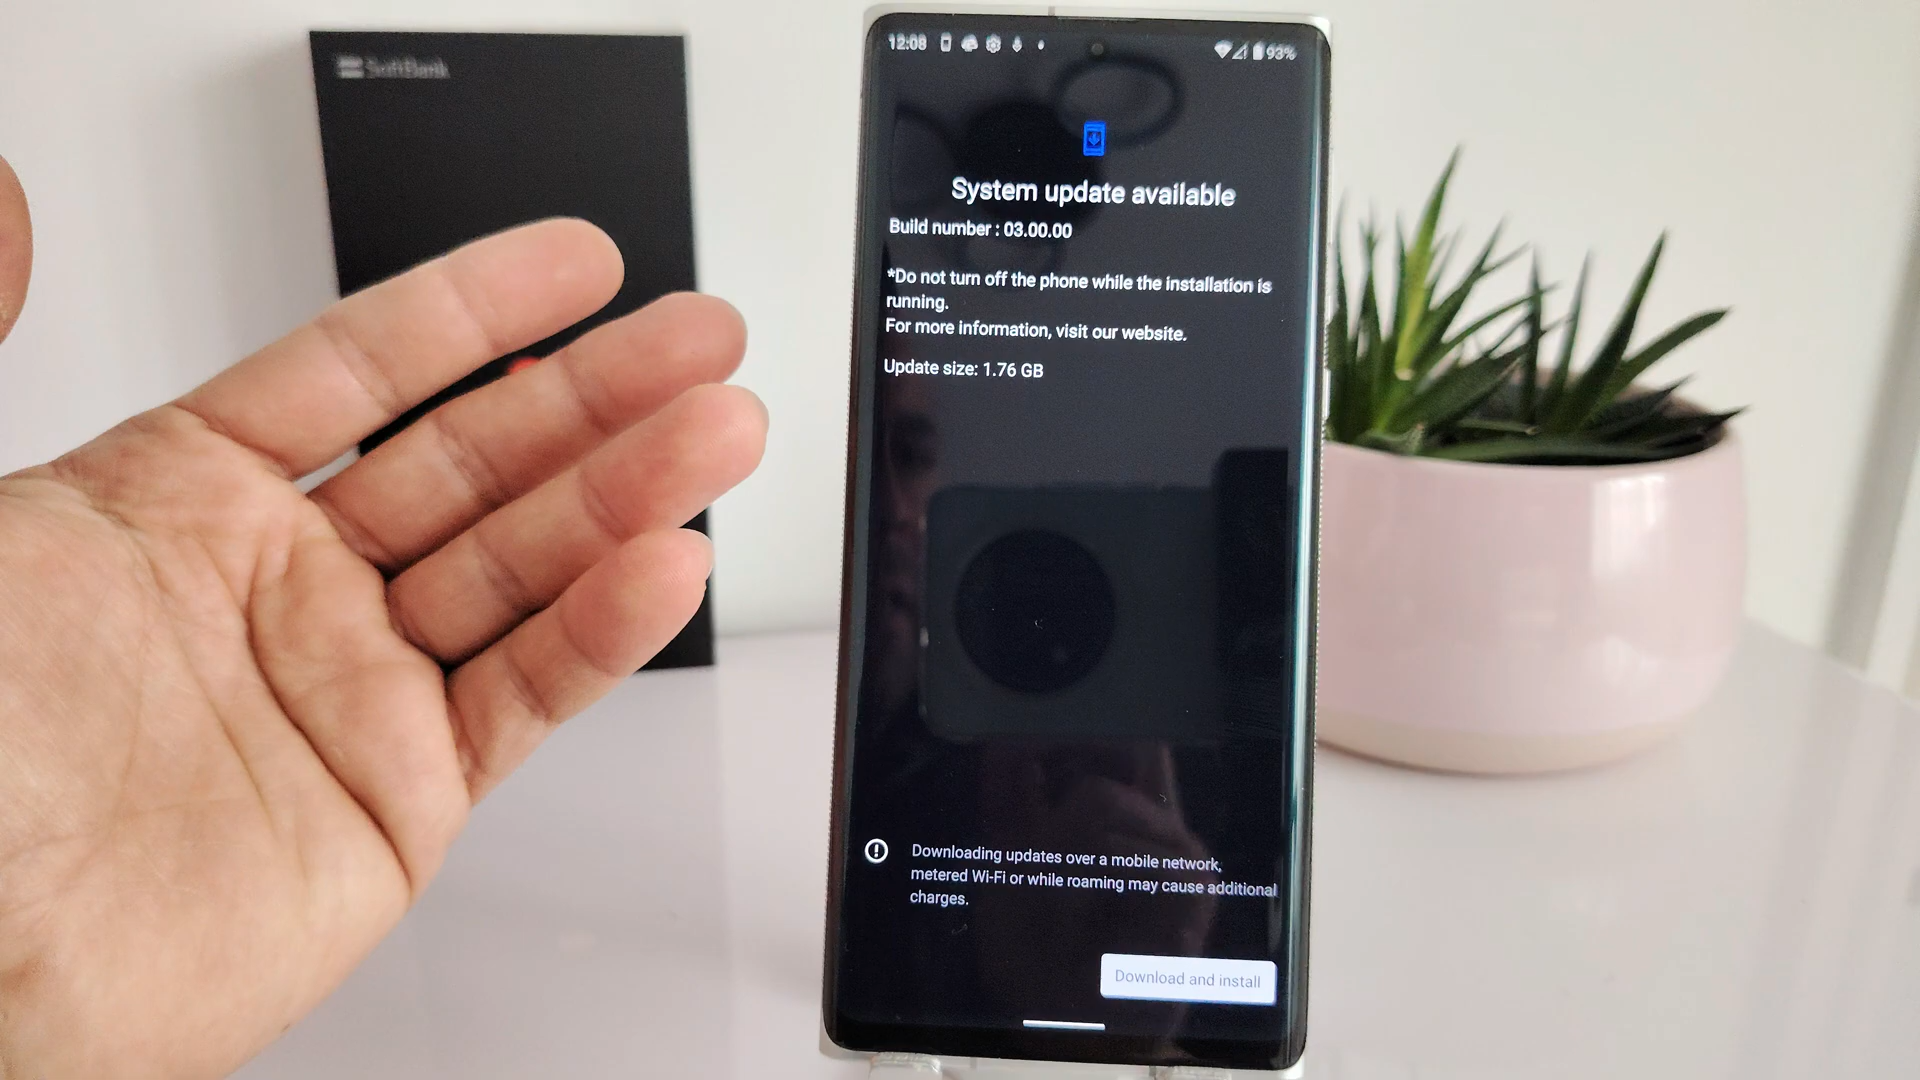 SoftBank
12:08
93%
System update available
Build number : 03.00.00
*Do not turn off the phone while the installation is
running.
For more information, visit our website.
Update size: 1.76 GB
Downloading updates over a mobile network,
metered Wi-Fi or while roaming may cause additional
charges.
Download and install